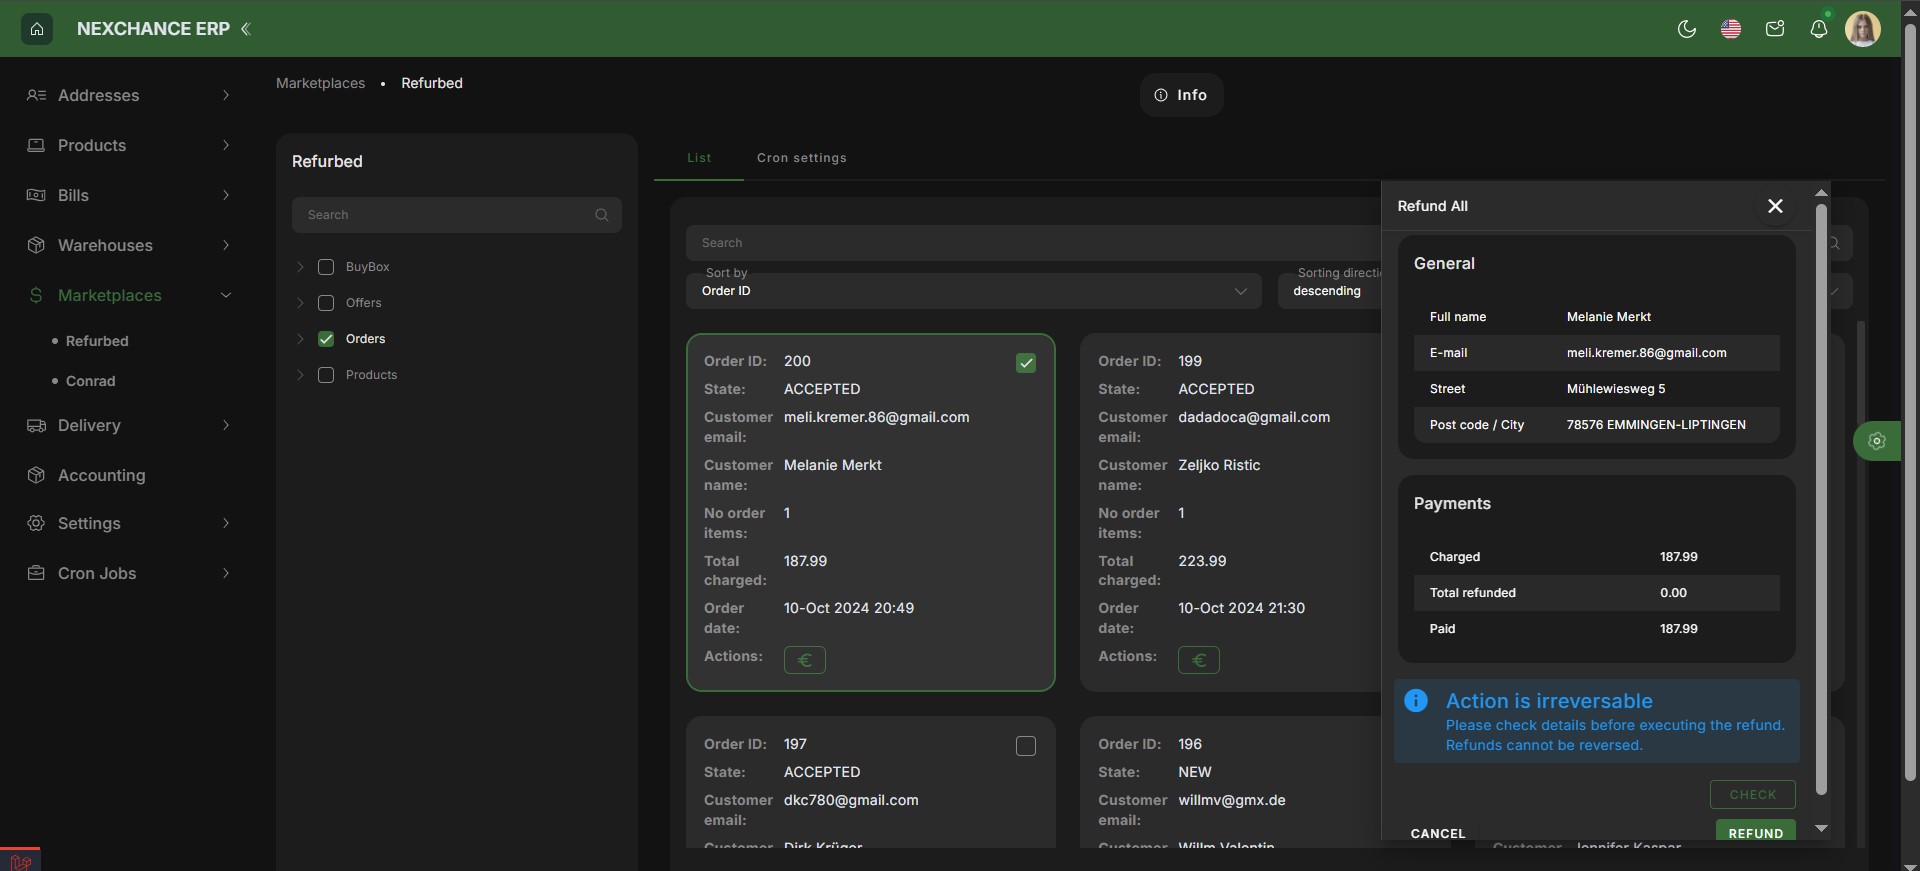 NEXCHANCE ERP
Addresses
Products
Bills
Warehouses
Marketplaces
Refurbed
Conrad
Delivery
Accounting
Settings
Cron Jobs
Marketplaces • Refurbed
Info
Refurbed
Search
BuyBox
Offers
Orders
Products
List
Cron settings
Search
Sort by
Order ID
Sorting directi
descending
Order ID: 200
State: ACCEPTED
Customer email: meli.kremer.86@gmail.com
Customer name: Melanie Merkt
No order items: 1
Total charged: 187.99
Order date: 10-Oct 2024 20:49
Actions: €
Order ID: 199
State: ACCEPTED
Customer email: dadadoca@gmail.com
Customer name: Zeljko Ristic
No order items: 1
Total charged: 223.99
Order date: 10-Oct 2024 21:30
Actions: €
Order ID: 197
State: ACCEPTED
Customer email: dkc780@gmail.com
Customer Dirk Krüger
Order ID: 196
State: NEW
Customer email: willmv@gmx.de
Customer Willm Valentin
Customer Jennifer Kaspar
Refund All
General
Full name Melanie Merkt
E-mail meli.kremer.86@gmail.com
Street Mühlewiesweg 5
Post code / City 78576 EMMINGEN-LIPTINGEN
Payments
Charged 187.99
Total refunded 0.00
Paid 187.99
Action is irreversable
Please check details before executing the refund.
Refunds cannot be reversed.
CHECK
CANCEL
REFUND